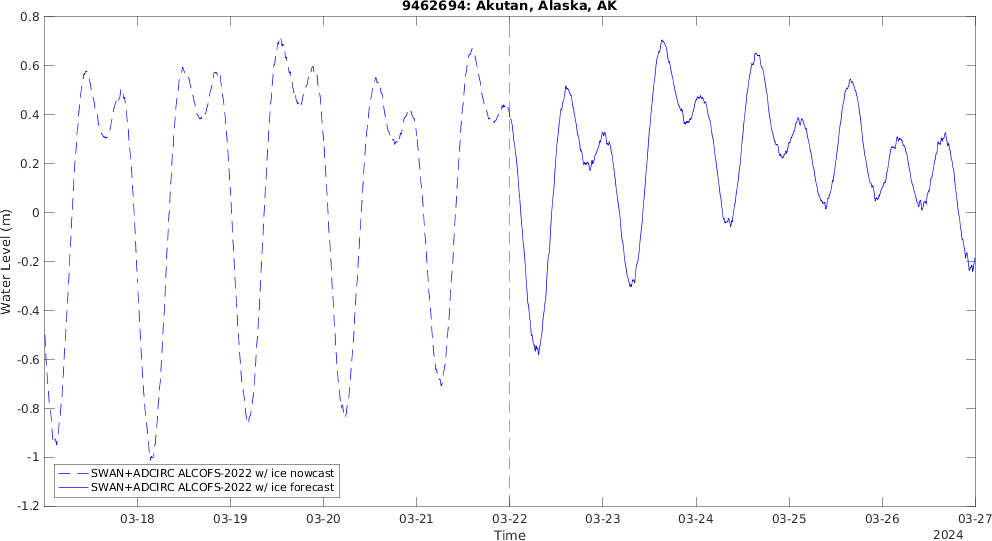 9462694: Akutan, Alaska, AK
0.8
0.6
0.4
0.2
0
-0.2
-0.4
-0.6
-0.8
-1
-1.2
Water Level (m)
SWAN+ADCIRC ALCOFS-2022 w/ ice nowcast
SWAN+ADCIRC ALCOFS-2022 w/ ice forecast
03-18 03-19 03-20 03-21 03-22 03-23 03-24 03-25 03-26 03-27
Time
2024